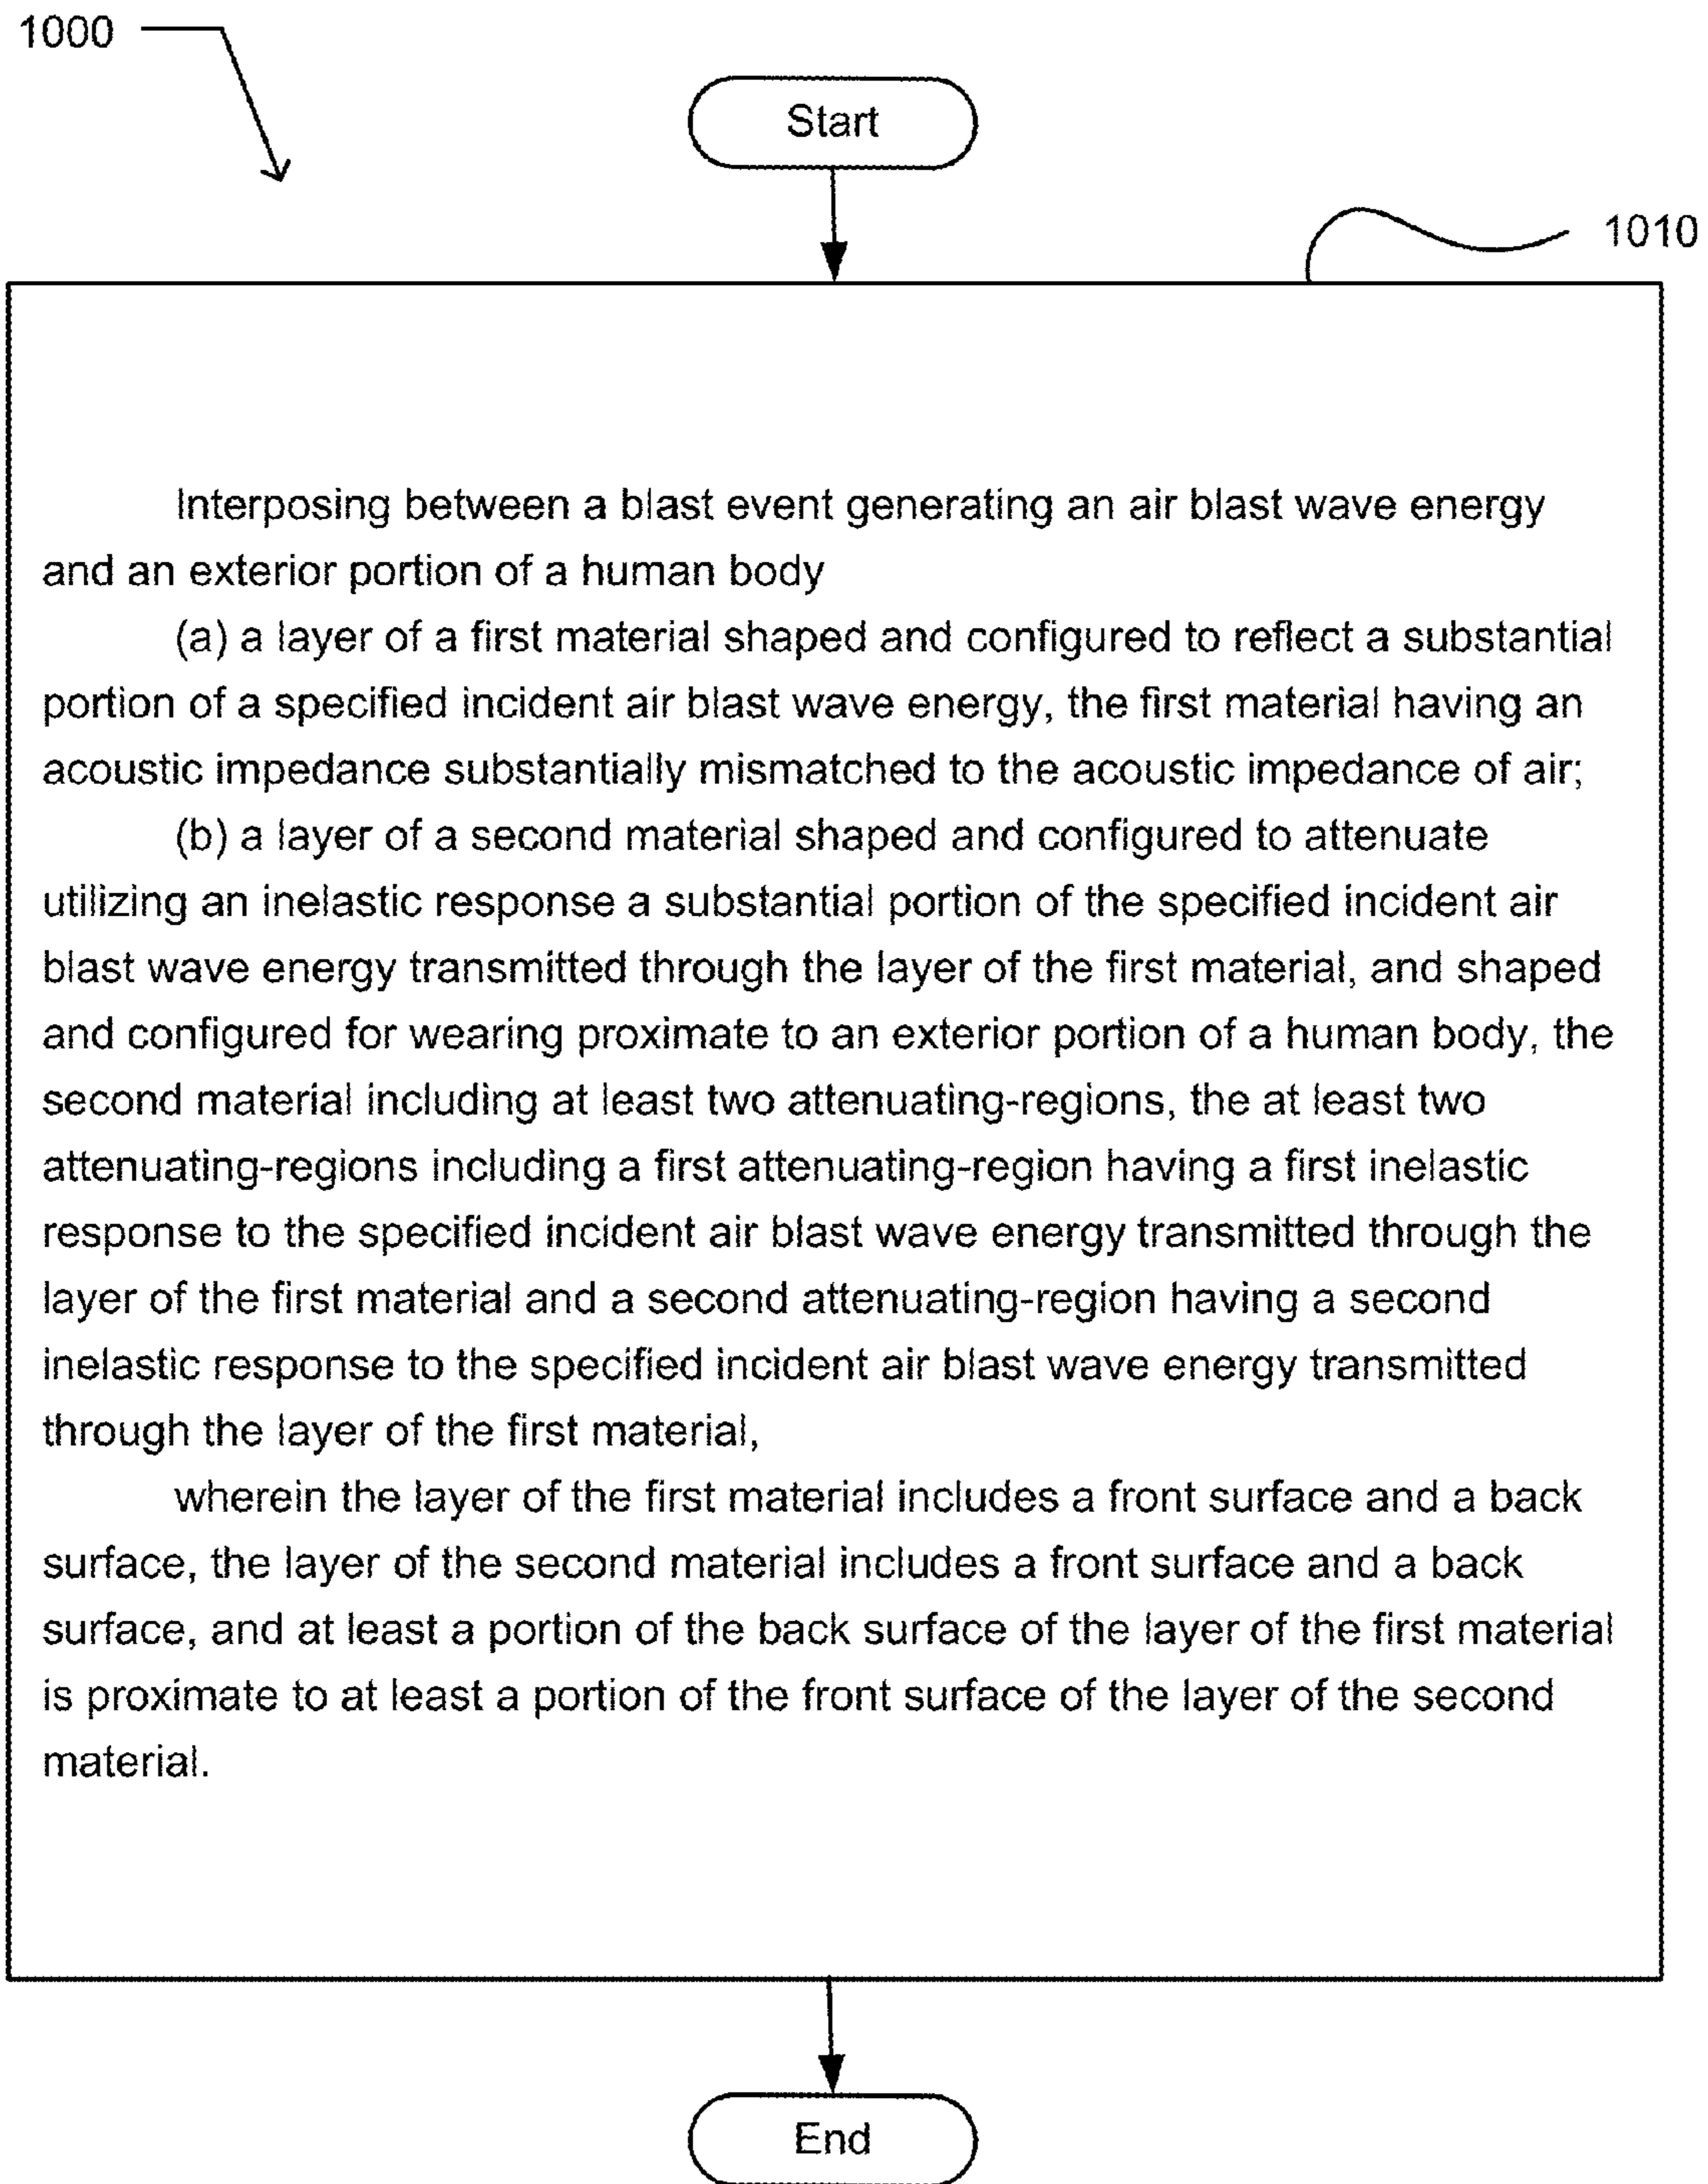 1000
Start
1010
Interposing between a blast event generating an air blast wave energy
and an exterior portion of a human body
(a) a layer of a first material shaped and configured to reflect a substantial
portion of a specified incident air blast wave energy, the first material having an
acoustic impedance substantially mismatched to the acoustic impedance of air;
(b) a layer of a second material shaped and configured to attenuate
utilizing an inelastic response a substantial portion of the specified incident air
blast wave energy transmitted through the layer of the first material, and shaped
and configured for wearing proximate to an exterior portion of a human body, the
second material including at least two attenuating-regions, the at least two
attenuating-regions including a first attenuating-region having a first inelastic
response to the specified incident air blast wave energy transmitted through the
layer of the first material and a second attenuating-region having a second
inelastic response to the specified incident air blast wave energy transmitted
through the layer of the first material,
wherein the layer of the first material includes a front surface and a back
surface, the layer of the second material includes a front surface and a back
surface, and at least a portion of the back surface of the layer of the first material
is proximate to at least a portion of the front surface of the layer of the second
material.
End